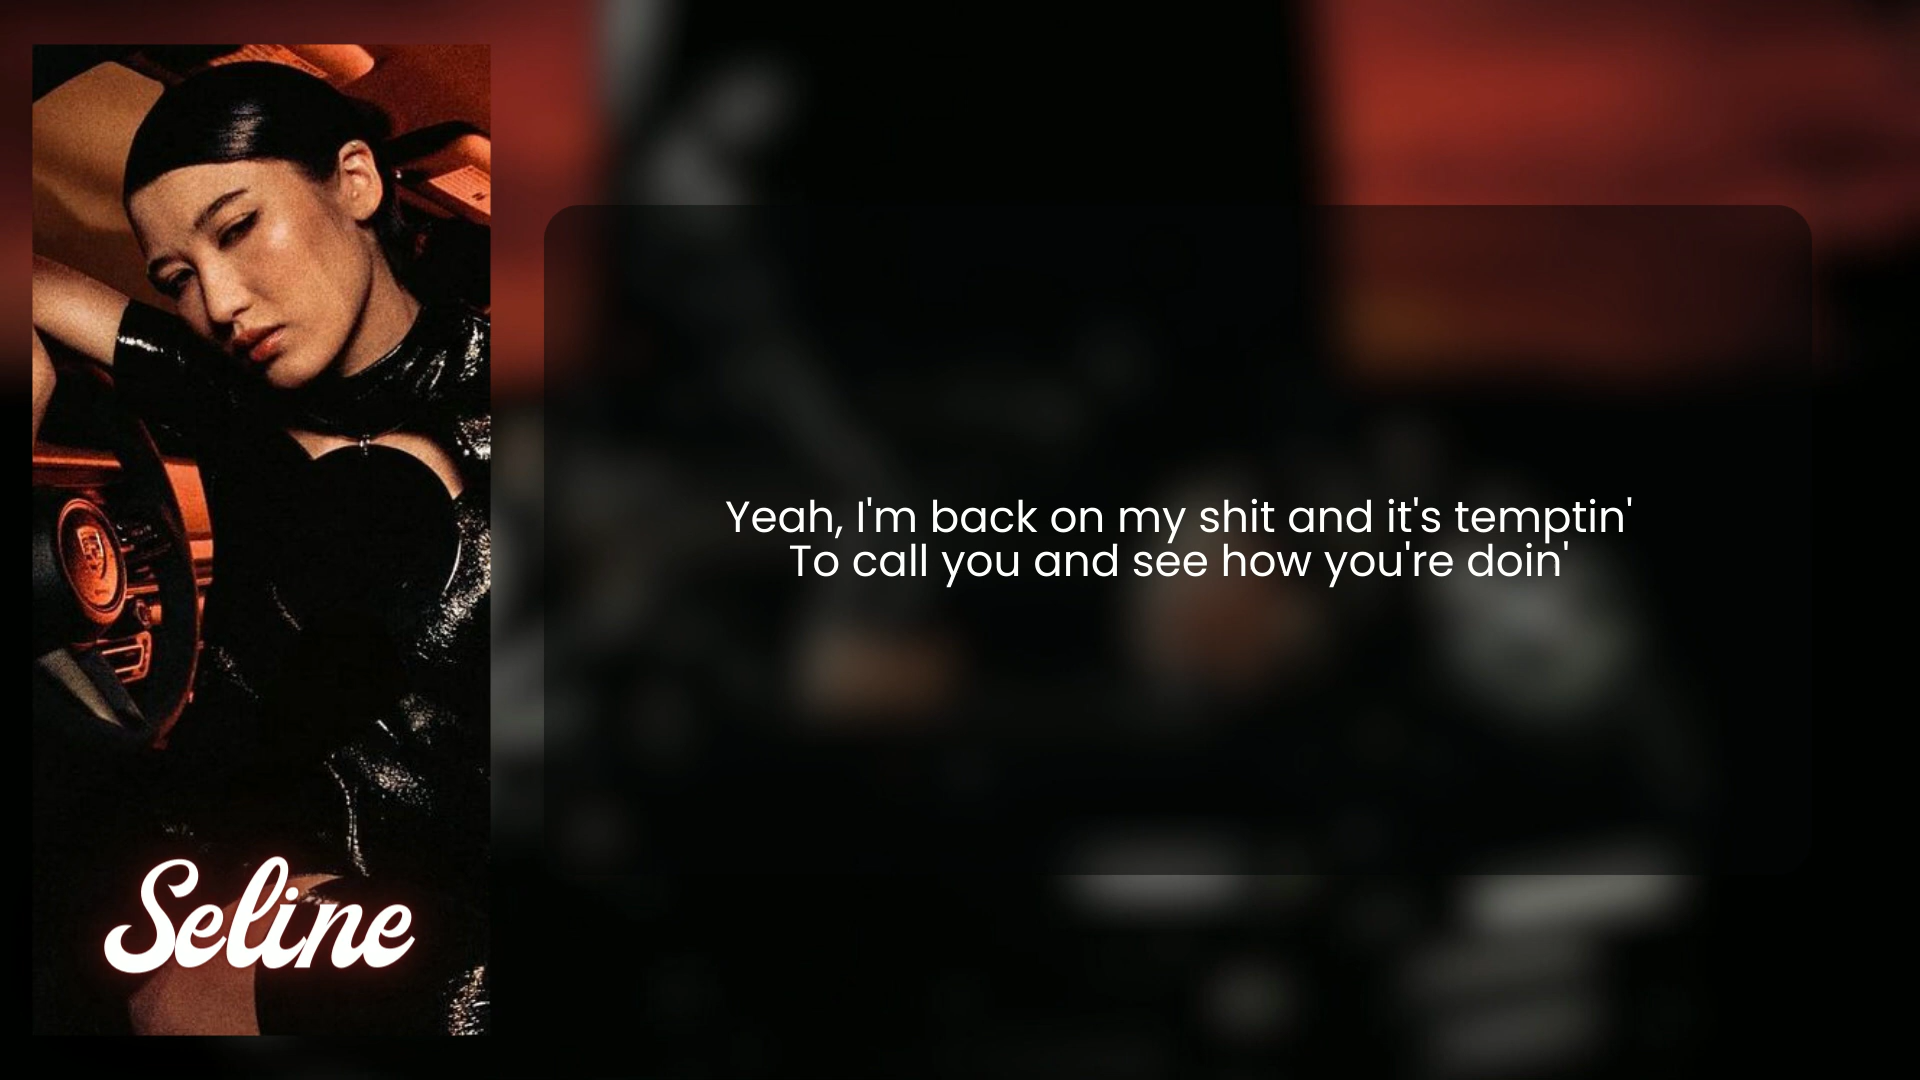 Yeah, I'm back on my shit and it's temptin'
To call you and see how you're doin'
Seline